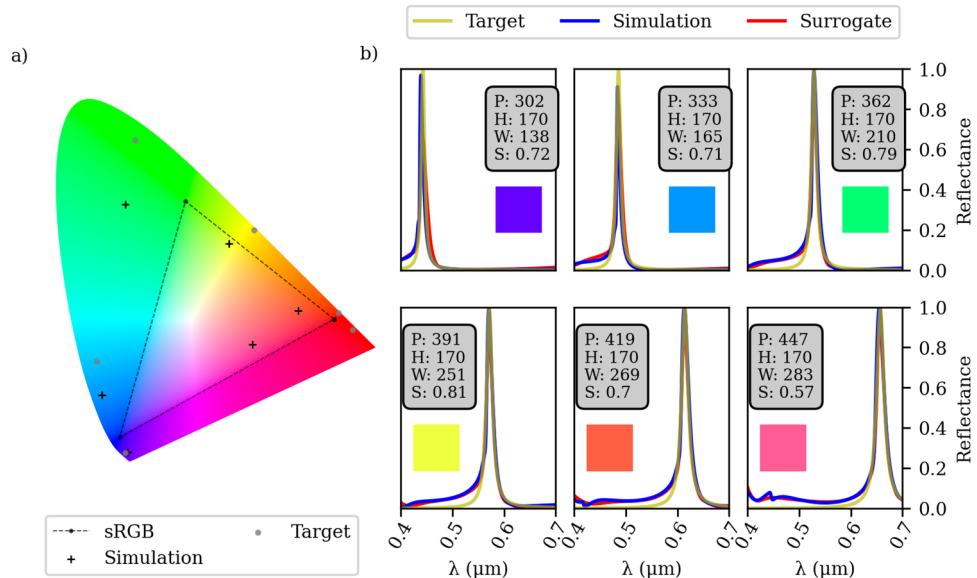 Target
Simulation
Surrogate
a)
b)
P: 302
H: 170
W: 138
S: 0.72
P: 333
H: 170
W: 165
S: 0.71
P: 362
H: 170
W: 210
S: 0.79
1.0
0.8
0.6
0.4
0.2
0.0
Reflectance
P: 391
H: 170
W: 251
S: 0.81
P: 419
H: 170
W: 269
S: 0.7
P: 447
H: 170
W: 283
S: 0.57
1.0
0.8
0.6
0.4
0.2
0.0
Reflectance
0.4
0.5
0.6
0.4
0.5
0.6
0.4
0.5
0.6
0.7
λ (μm)
λ (μm)
λ (μm)
sRGB
Simulation
Target